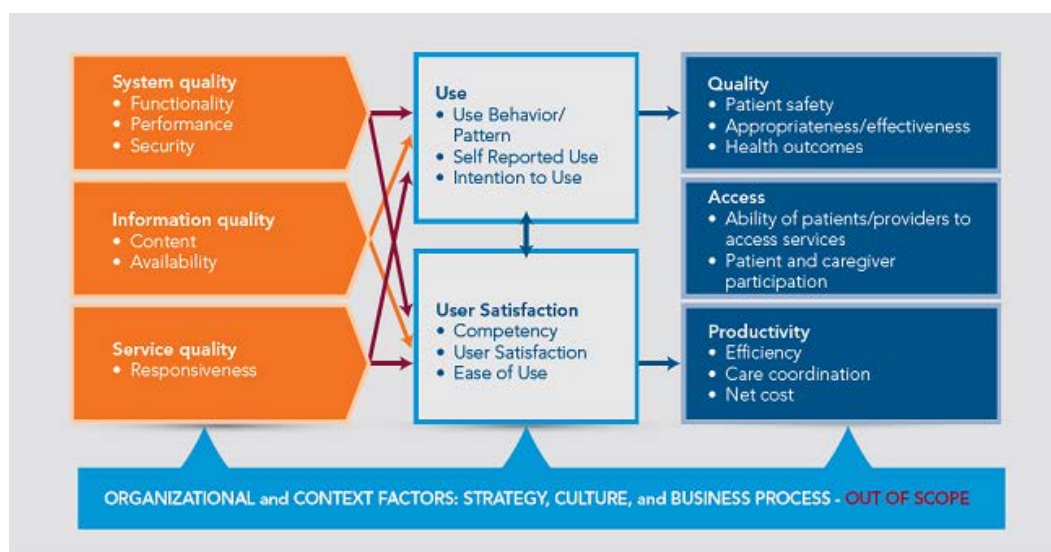 System quality
• Functionality
• Performance
• Security
Information quality
• Content
• Availability
Service quality
• Responsiveness
Use
• Use Behavior/
Pattern
• Self Reported Use
• Intention to Use
User Satisfaction
• Competency
• User Satisfaction
• Ease of Use
Quality
• Patient safety
• Appropriateness/effectiveness
• Health outcomes
Access
• Ability of patients/providers to
access services
• Patient and caregiver
participation
Productivity
• Efficiency
• Care coordination
• Net cost
ORGANIZATIONAL and CONTEXT FACTORS: STRATEGY, CULTURE, and BUSINESS PROCESS - OUT OF SCOPE